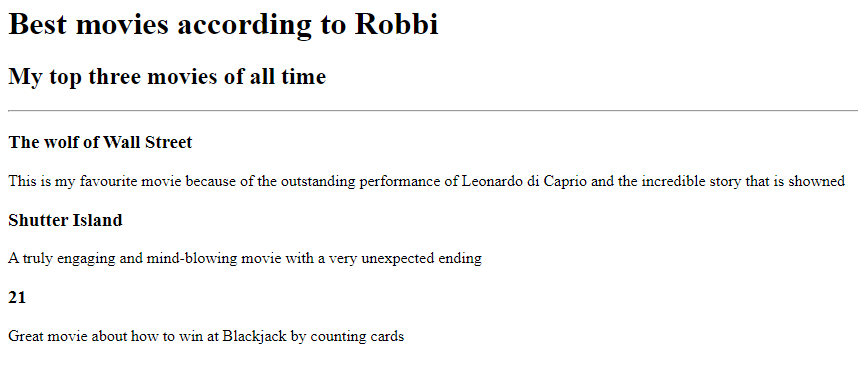 Best movies according to Robbi
My top three movies of all time
The wolf of Wall Street
This is my favourite movie because of the outstanding performance of Leonardo di Caprio and the incredible story that is showned
Shutter Island
A truly engaging and mind-blowing movie with a very unexpected ending
21
Great movie about how to win at Blackjack by counting cards